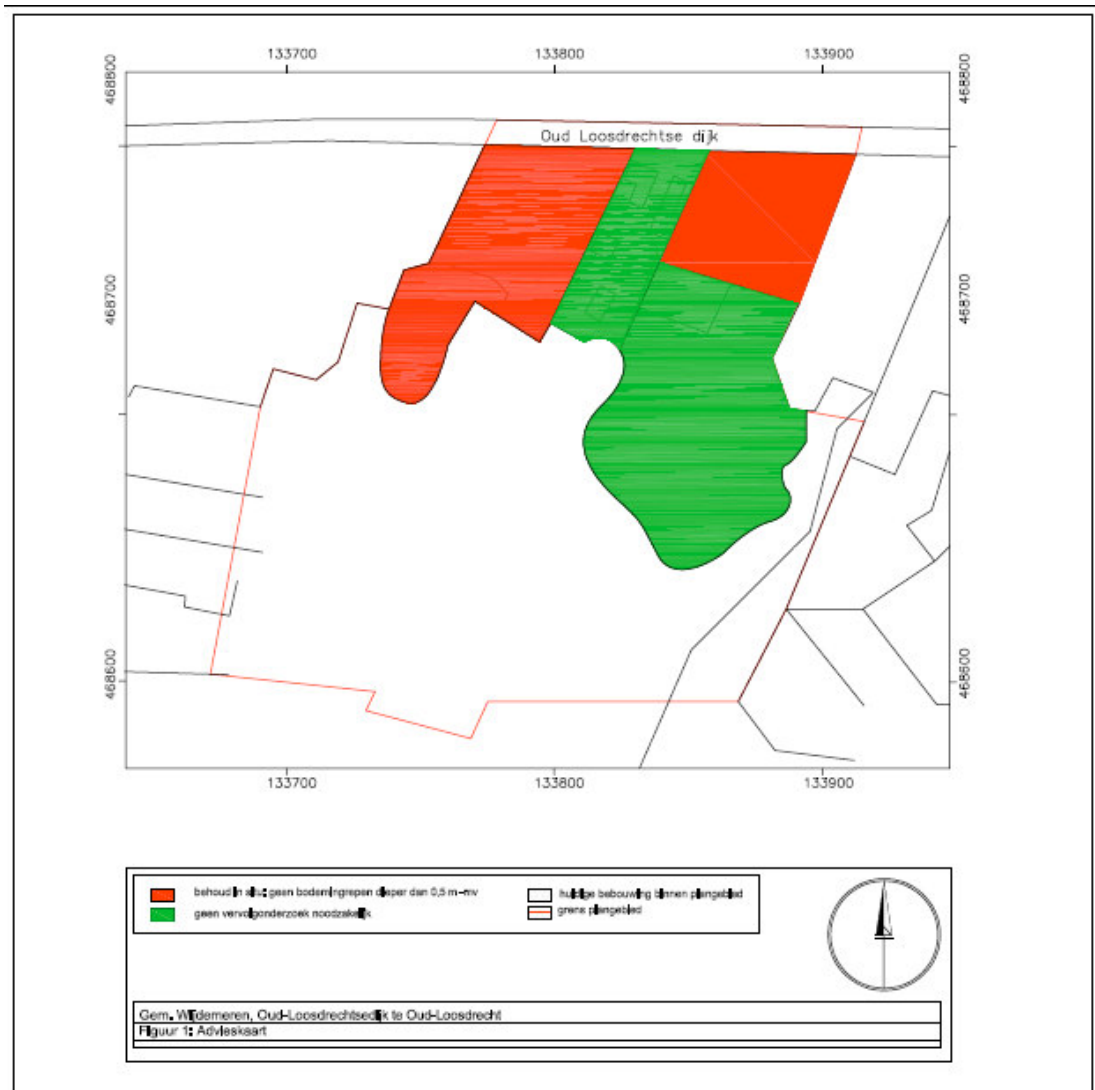 133700 133800 133900
468800 468800
Oud Loosdrechtse dijk
468700 468700
468600 468600
133700 133800 133900
behoud in situ: geen bodemingrepen dieper dan 0,5 m-mv
geen vervolgonderzoek noodzakelijk
huidige bebouwing binnen plangebied
grens plangebied
Gem. Wijdemeren, Oud-Loosdrechtsedijk te Oud-Loosdrecht
Figuur 1: Advieskaart